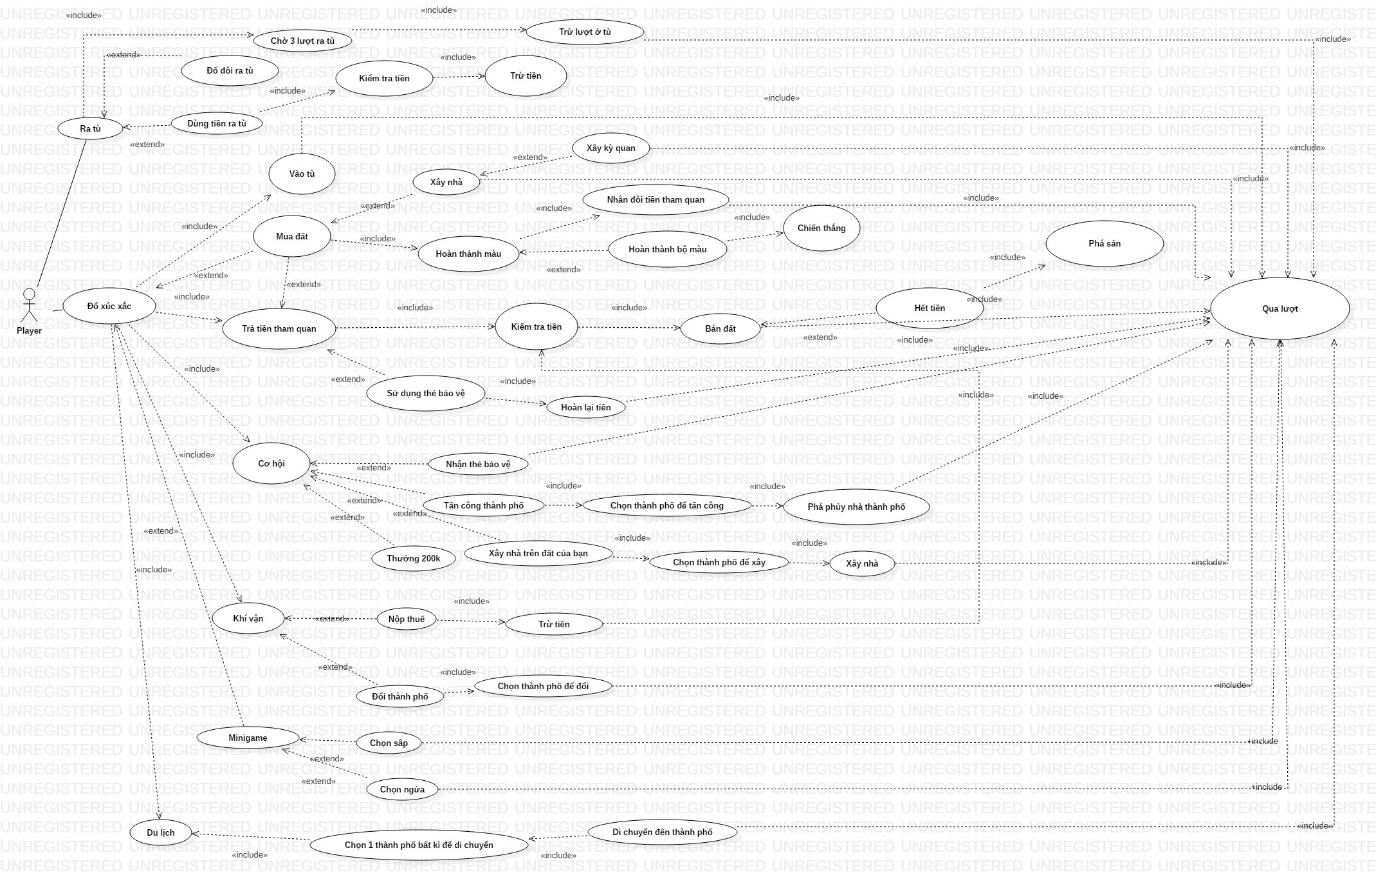 «include»
«include»
Chờ 3 lượt ra tù
Trừ lượt ở tù
«include»
«extend»
Đổ đôi ra tù
Kiểm tra tiền
«include»
Trừ tiền
«include»
«include»
Ra tù
Dùng tiền ra tù
«extend»
Xây kỳ quan
«include»
«extend»
Vào tù
Xây nhà
«include»
Nhân đôi tiền tham quan
«include»
«extend»
«include»
«include»
«include»
Chiến thắng
Mua đất
«include»
Hoàn thành màu
Hoàn thành bộ màu
Phá sản
«include»
«extend»
«extend»
«extend»
«include»
«include»
Player
Đổ xúc xắc
Hết tiền
Qua lượt
«include»
«include»
Trả tiền tham quan
Kiểm tra tiền
Bán đất
«extend»
«include»
«include»
«include»
«extend»
«include»
Sử dụng thẻ bảo vệ
Hoàn lại tiền
«include»
«include»
«include»
Cơ hội
Nhận thẻ bảo vệ
«extend»
«include»
«include»
«extend»
Tấn công thành phố
Chọn thành phố để tấn công
Phá phủy nhà thành phố
«extend»
«extend»
«extend»
«include»
«include»
Thưởng 200k
Xây nhà trên đất của bạn
Chọn thành phố để xây
Xây nhà
«include»
«include»
«include»
Khí vận
«extend»
Nộp thuế
Trừ tiền
«extend»
«include»
Đổi thành phố
Chọn thành phố để đổi
«include»
Minigame
Chọn sấp
+include
«extend»
«extend»
Chọn ngửa
+include
Du lịch
Di chuyển đến thành phố
«include»
Chọn 1 thành phố bất kì để di chuyển
«include»
«include»